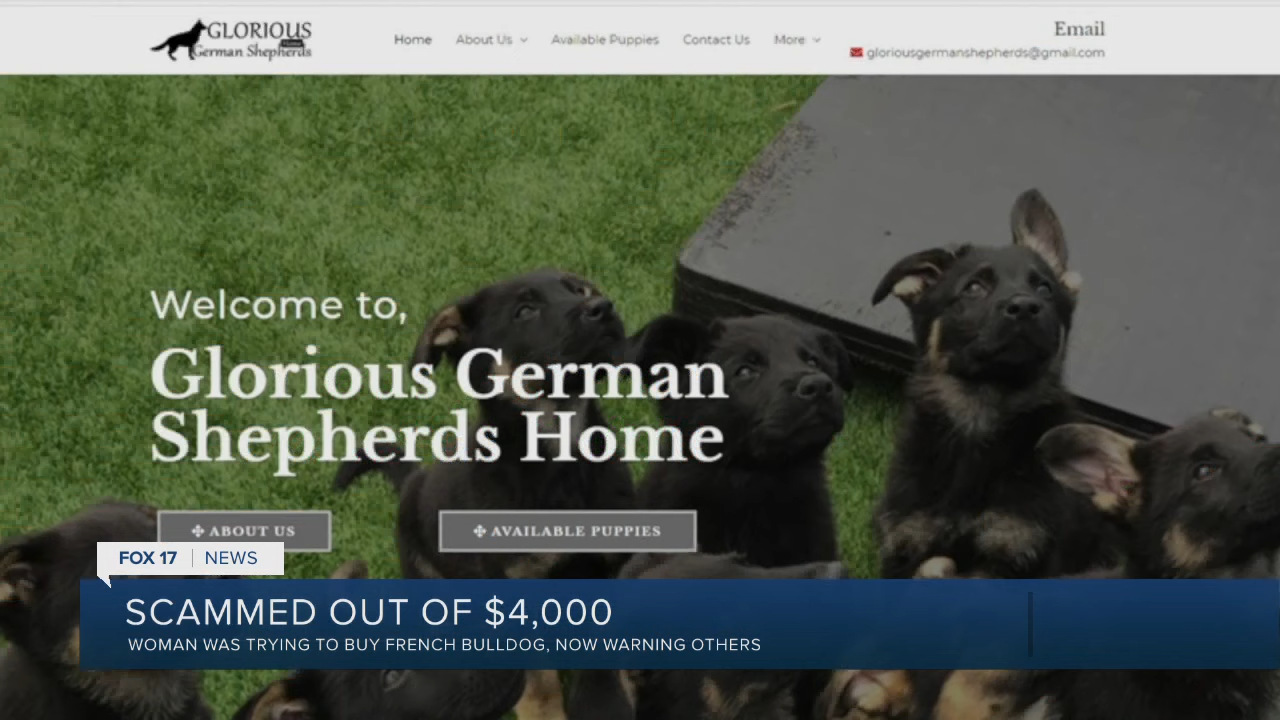 GLORIOUS
German Shepherds
Home
About Us
Available Puppies
Contact Us
More
Email
gloriousgermanshepherds@gmail.com
Welcome to,
Glorious German
Shepherds Home
ABOUT US
AVAILABLE PUPPIES
FOX 17 NEWS
SCAMMED OUT OF $4,000
WOMAN WAS TRYING TO BUY FRENCH BULLDOG, NOW WARNING OTHERS